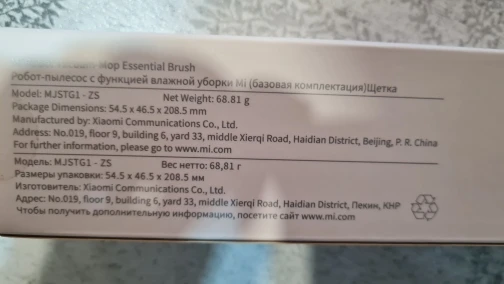 -Mop Essential Brush
Робот-пылесос с функцией влажной уборки Mi (базовая комплектация)Щетка
Model: MJSTG1 - ZS Net Weight: 68.81 g
Package Dimensions: 54.5 x 46.5 x 208.5 mm
Manufactured by: Xiaomi Communications Co., Ltd.
Address: No.019, floor 9, building 6, yard 33, middle Xierqi Road, Haidian District, Beijing, P. R. China
For further information, please go to www.mi.com
Модель: MJSTG1 - ZS Вес нетто: 68,81 г
Размеры упаковки: 54.5 x 46.5 x 208.5 мм
Изготовитель: Xiaomi Communications Co., Ltd.
Адрес: No.019, floor 9, building 6, yard 33, middle Xierqi Road, Haidian District, Пекин, КНР
Чтобы получить дополнительную информацию, посетите сайт www.mi.com